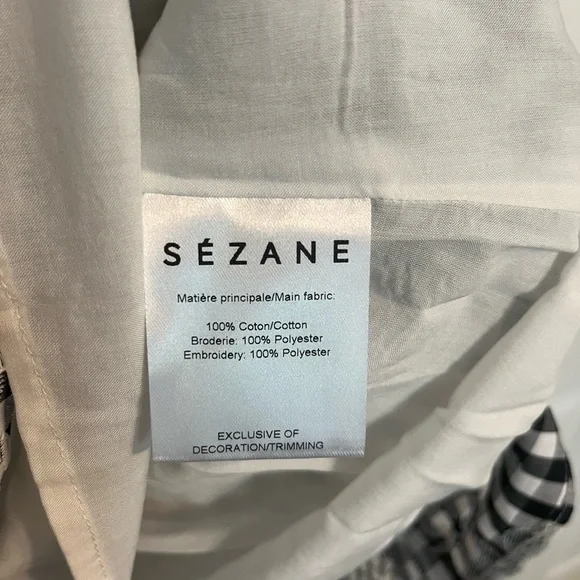 SÉZANE
Matière principale/Main fabric:
100% Coton/Cotton
Broderie: 100% Polyester
Embroidery: 100% Polyester
EXCLUSIVE OF
DECORATION/TRIMMING